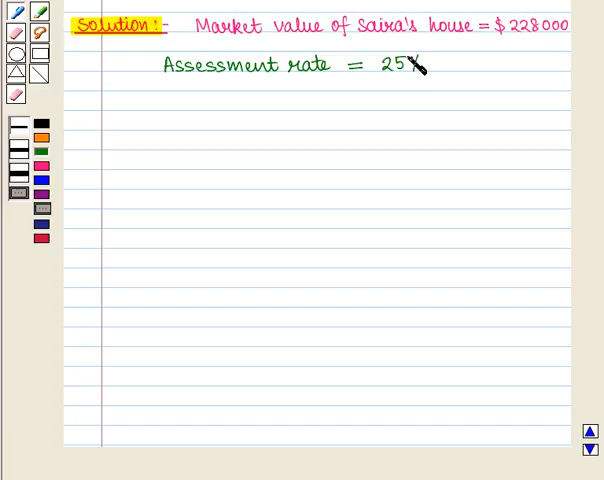 Solution:- Market value of Saira's house = $ 228000
Assessment rate = 25%